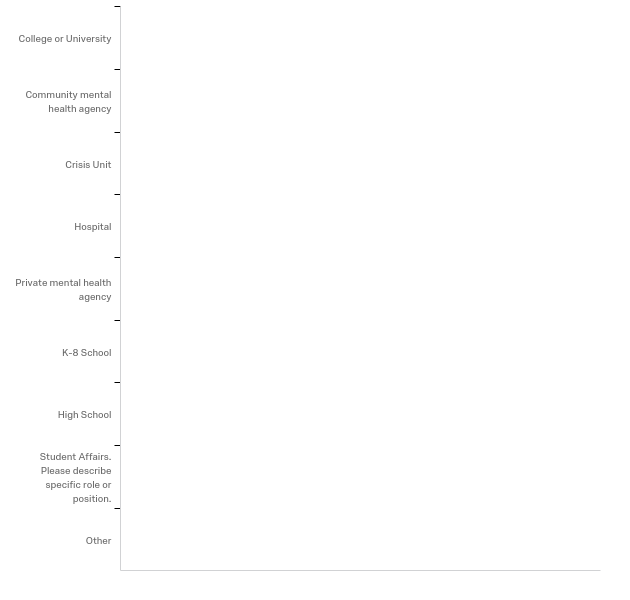 College or University
Community mental
health agency
Crisis Unit
Hospital
Private mental health
agency
K-8 School
High School
Student Affairs.
Please describe
specific role or
position.
Other